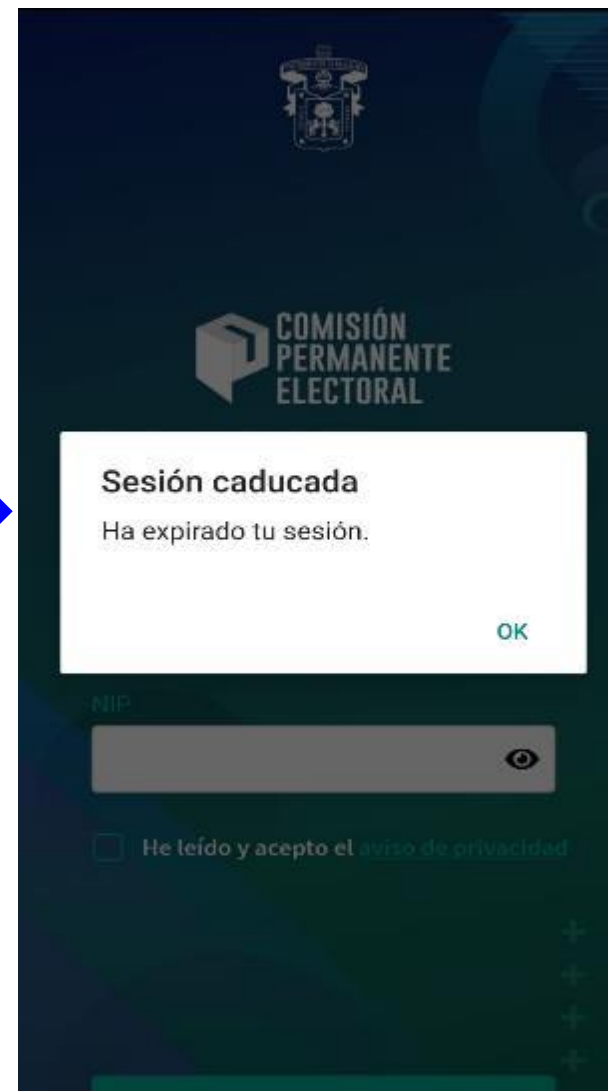 COMISIÓN
PERMANENTE
ELECTORAL
Sesión caducada
Ha expirado tu sesión.
OK
NIP
He leído y acepto el aviso de privacidad